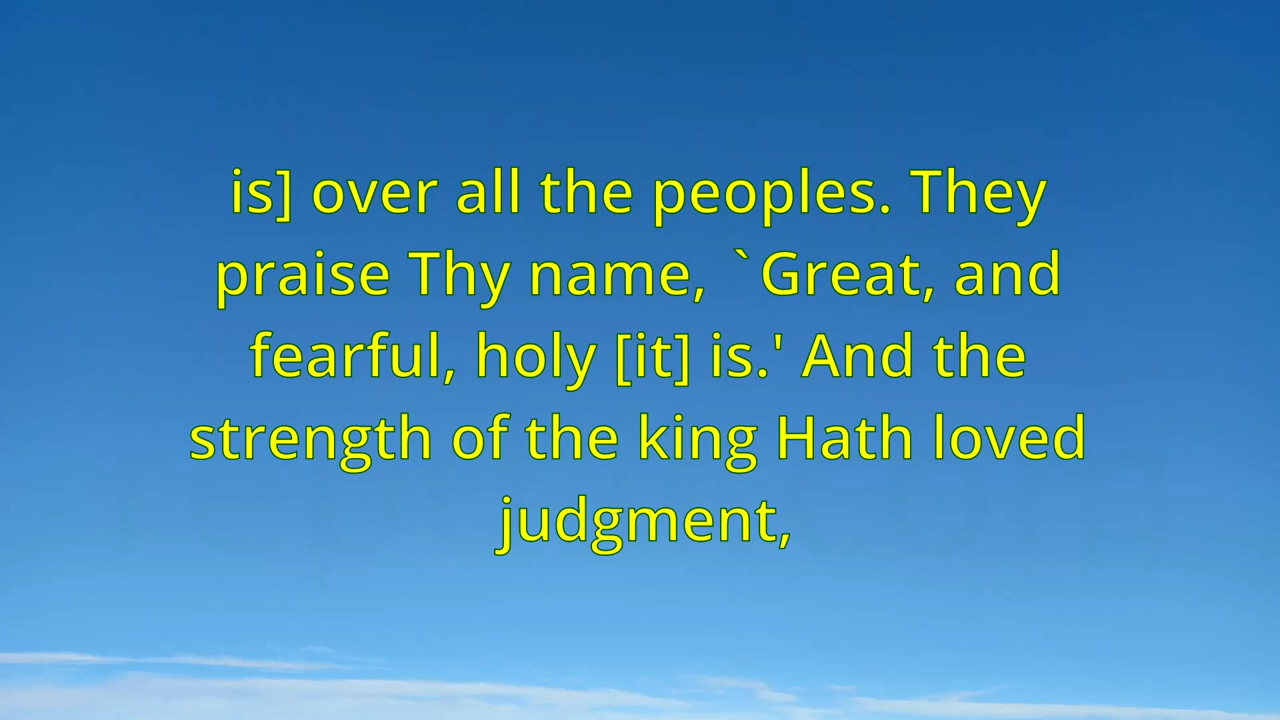 is] over all the peoples. They
praise Thy name, `Great, and
fearful, holy [it] is.' And the
strength of the king Hath loved
judgment,